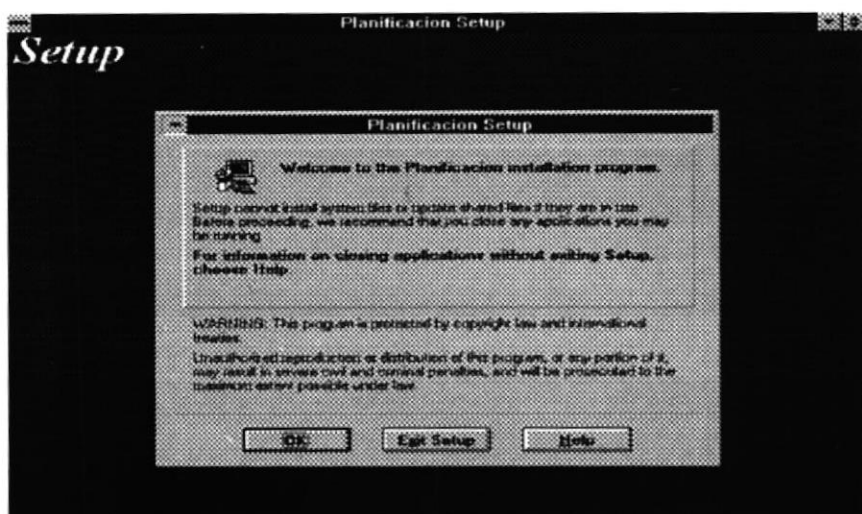 Planificacion Setup
Setup
Planificacion Setup
Welcome to the Planificacion installation program.
Setup cannot install system files or update shared files if they are in use.
Before proceeding, we recommend that you close any applications you may
be running.
For information on closing applications without exiting Setup,
choose Help.
WARNING: This program is protected by copyright law and international
treaties.
Unauthorized reproduction or distribution of this program, or any portion of it,
may result in severe civil and criminal penalties, and will be prosecuted to the
maximum extent possible under law.
OK
Exit Setup
Help